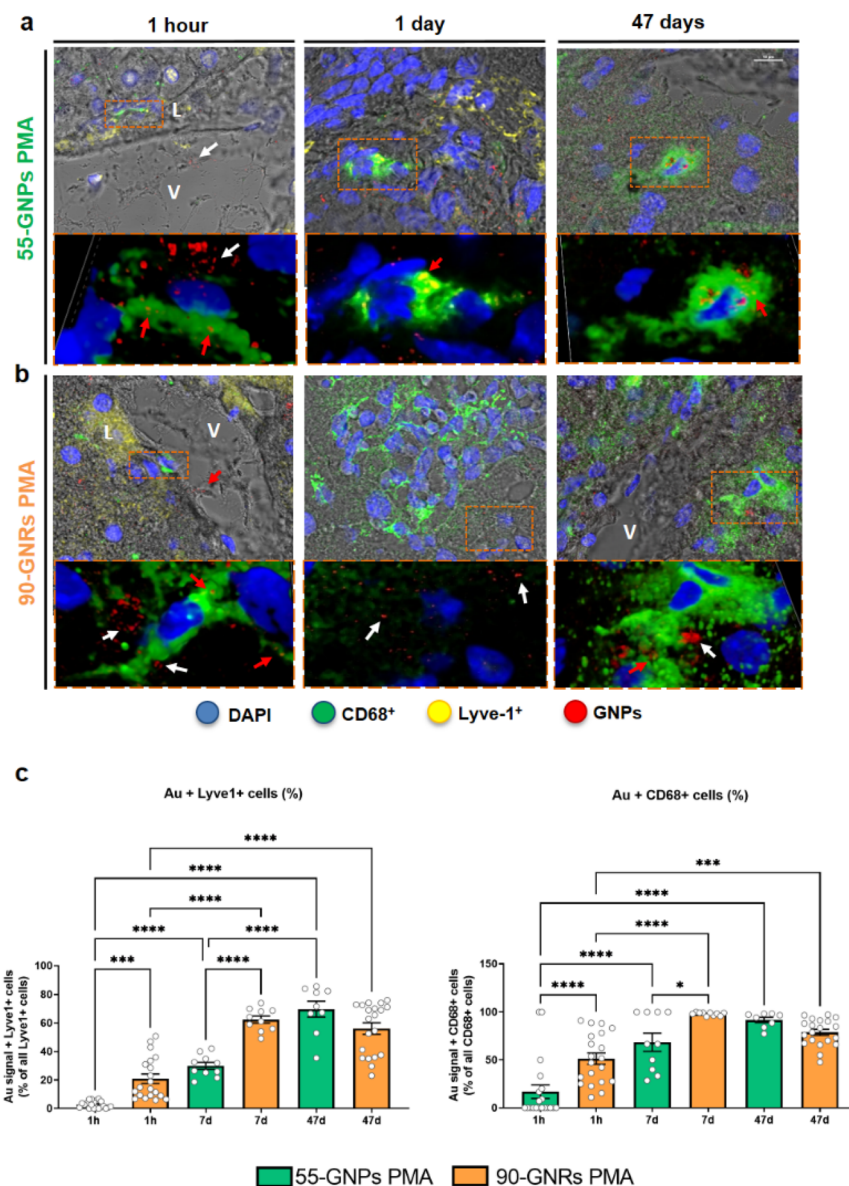 a
1 hour
1 day
47 days
55-GNPs PMA
L
V
b
90-GNRs PMA
L
V
V
DAPI
CD68+
Lyve-1+
GNPs
c
Au + Lyve1+ cells (%)
Au + CD68+ cells (%)
****
***
****
****
****
****
****
****
****
***
****
****
****
*
Au signal + Lyve1+ cells
(% of all Lyve1+ cells)
100
80
60
40
20
0
1h
1h
7d
7d
47d
47d
Au signal + CD68+ cells
(% of all CD68+ cells)
150
100
50
0
1h
1h
7d
7d
47d
47d
55-GNPs PMA
90-GNRs PMA